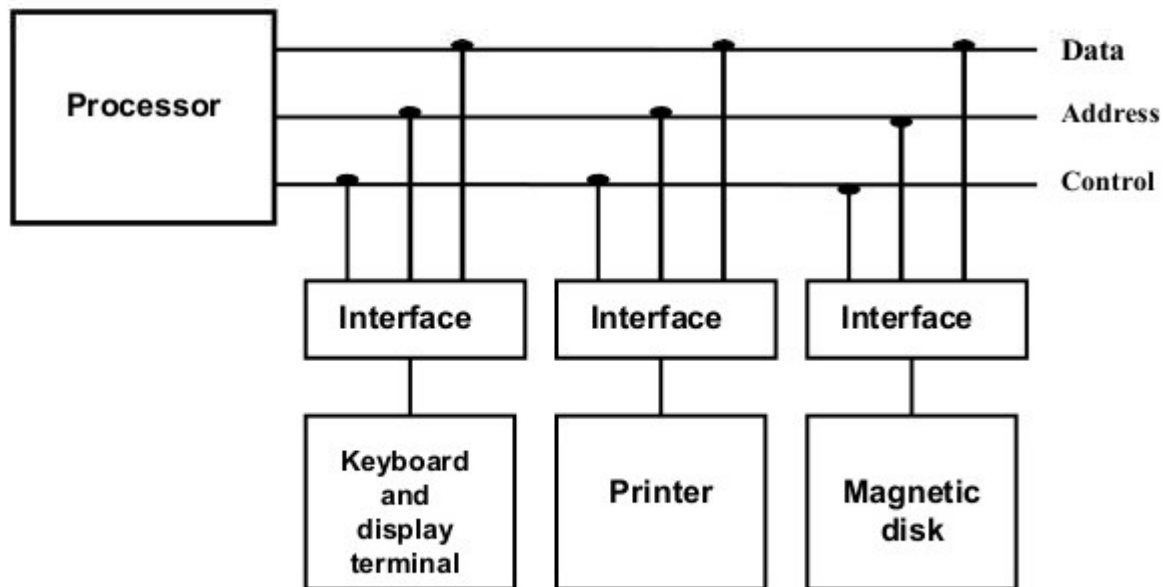 Processor
Data
Address
Control
Interface
Interface
Interface
Keyboard
and
display
terminal
Printer
Magnetic
disk